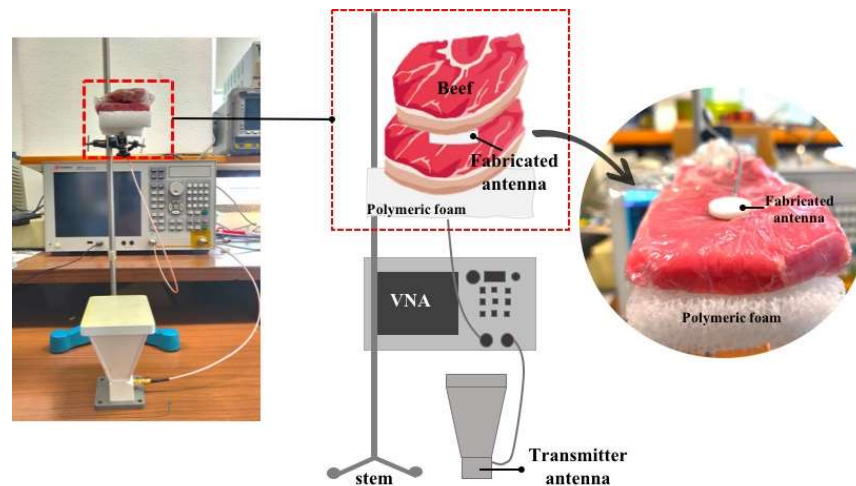 Beef
Fabricated
antenna
Polymeric foam
VNA
Transmitter
antenna
stem
Fabricated
antenna
Polymeric foam